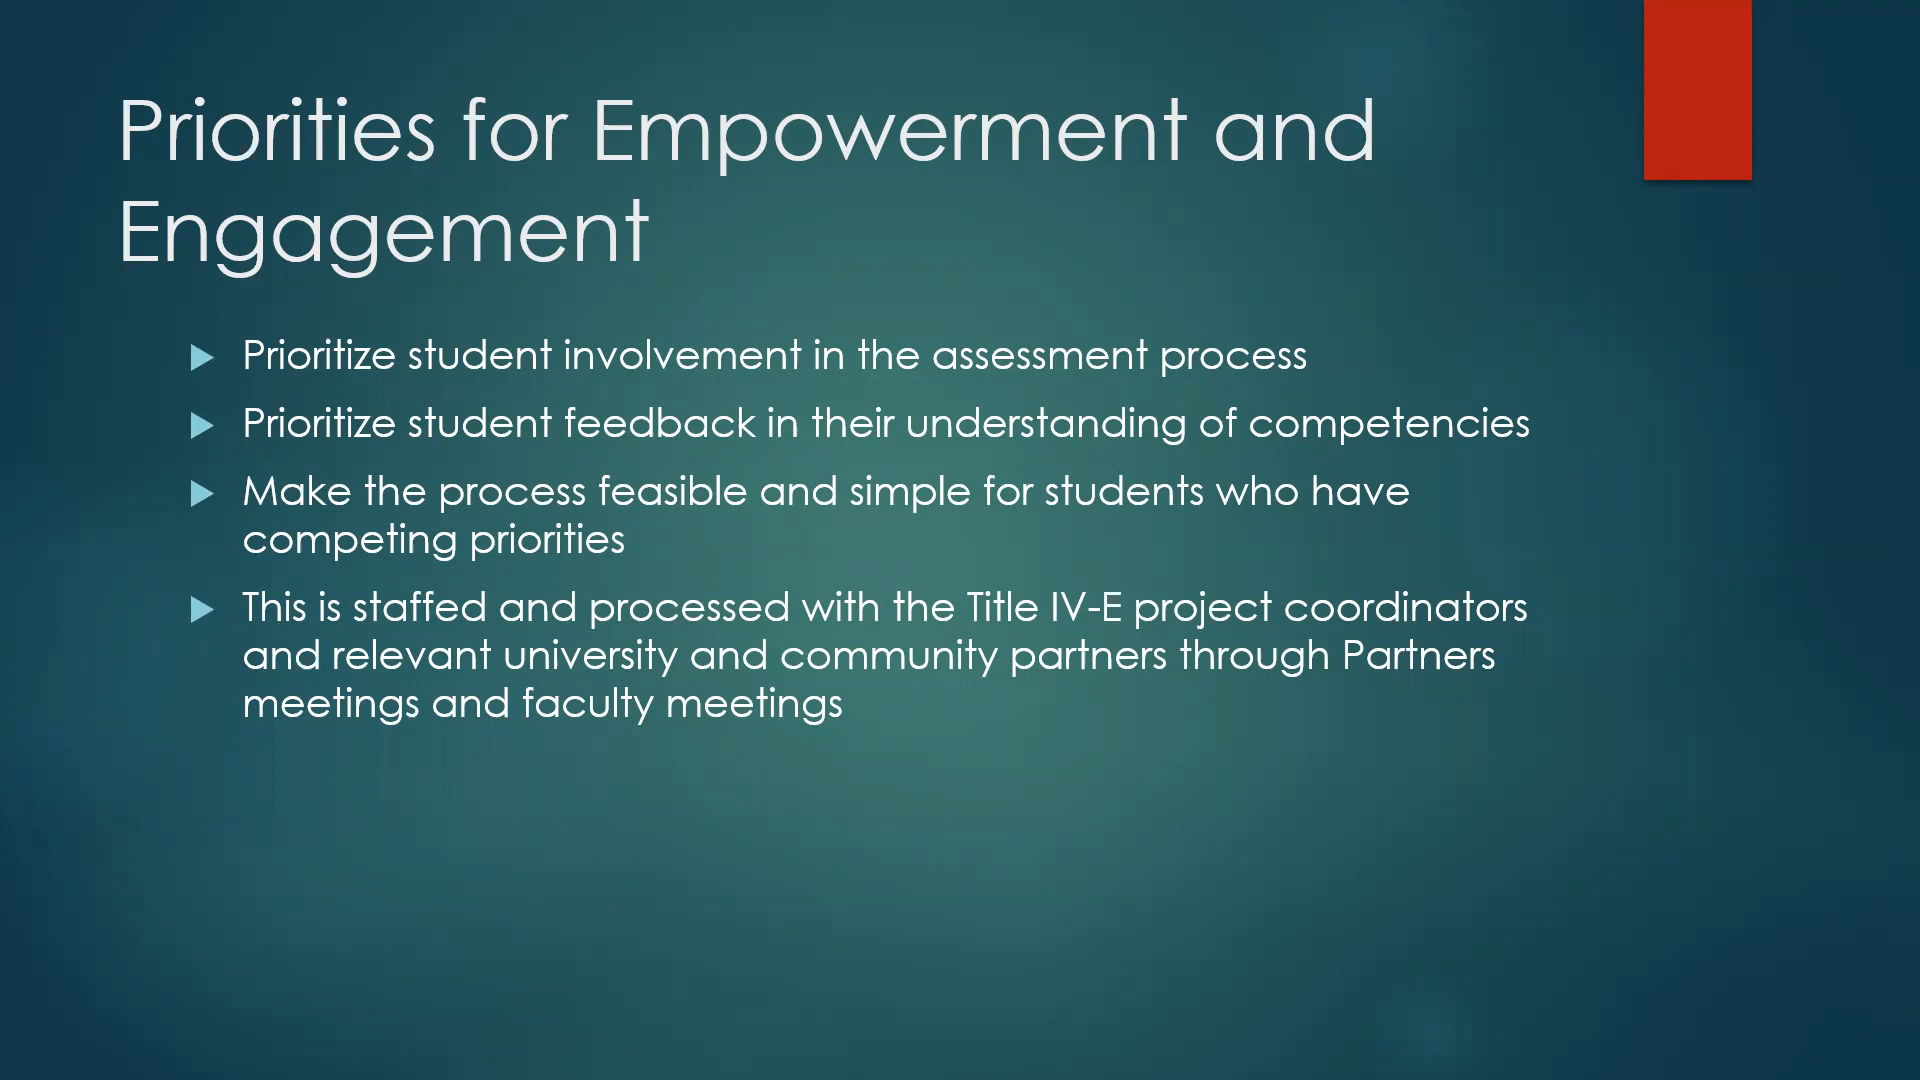 Priorities for Empowerment and
Engagement
Prioritize student involvement in the assessment process
Prioritize student feedback in their understanding of competencies
Make the process feasible and simple for students who have
competing priorities
This is staffed and processed with the Title IV-E project coordinators
and relevant university and community partners through Partners
meetings and faculty meetings